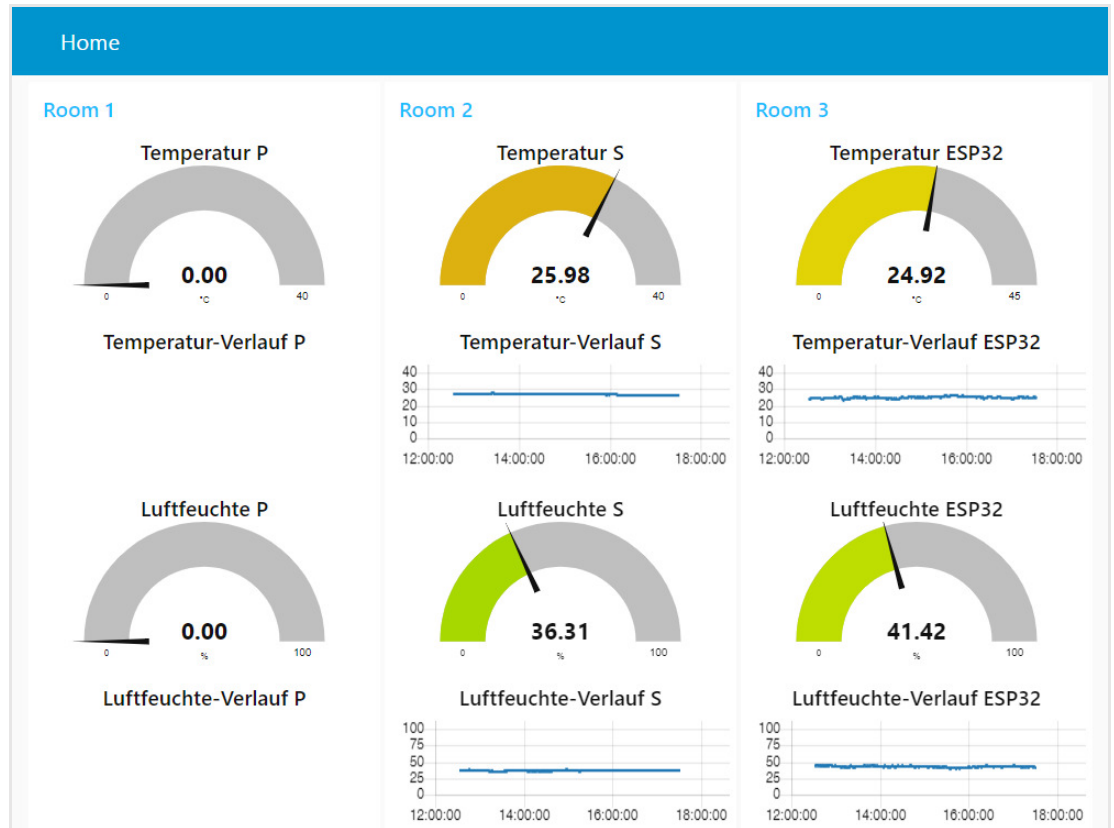 Home
Room 1
Temperatur P
0.00
0
°C
40
Temperatur-Verlauf P
Luftfeuchte P
0.00
0
%
100
Luftfeuchte-Verlauf P
Room 2
Temperatur S
25.98
0
°C
40
Temperatur-Verlauf S
40
30
20
10
0
12:00:00 14:00:00 16:00:00 18:00:00
Luftfeuchte S
36.31
0
%
100
Luftfeuchte-Verlauf S
100
75
50
25
0
12:00:00 14:00:00 16:00:00 18:00:00
Room 3
Temperatur ESP32
24.92
0
°C
45
Temperatur-Verlauf ESP32
40
30
20
10
0
12:00:00 14:00:00 16:00:00 18:00:00
Luftfeuchte ESP32
41.42
0
%
100
Luftfeuchte-Verlauf ESP32
100
75
50
25
0
12:00:00 14:00:00 16:00:00 18:00:00